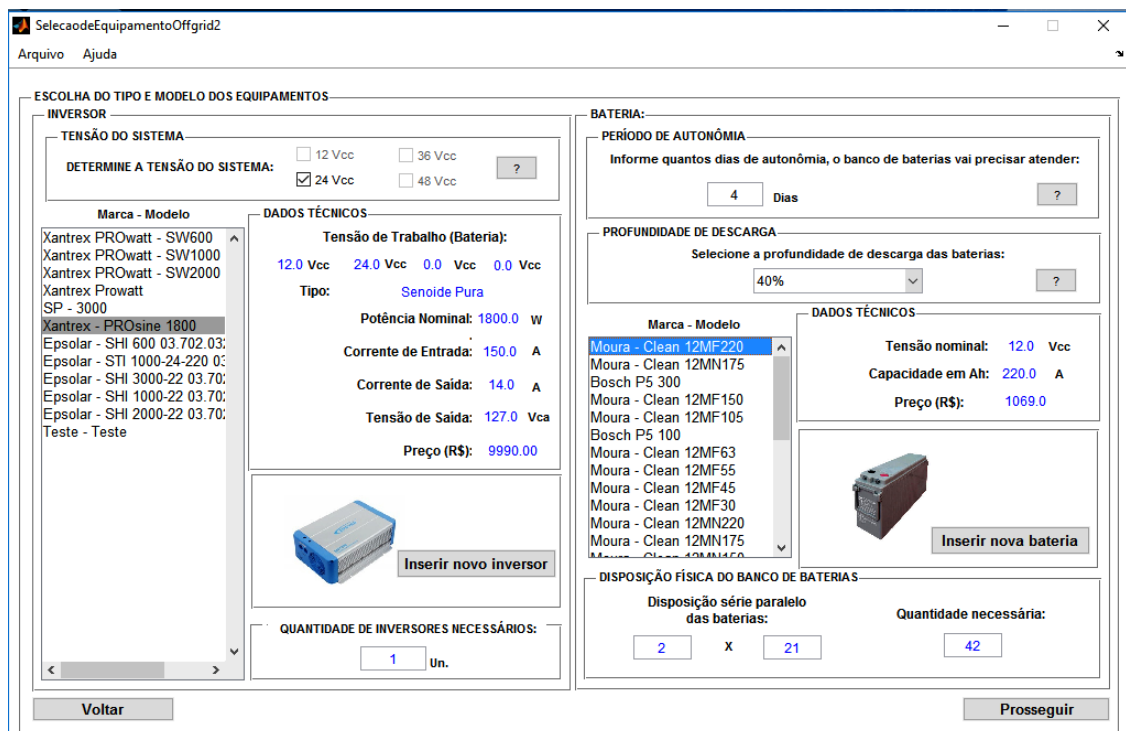 SelecaodeEquipamentoOffgrid2
Arquivo Ajuda
ESCOLHA DO TIPO E MODELO DOS EQUIPAMENTOS
INVERSOR
TENSÃO DO SISTEMA
DETERMINE A TENSÃO DO SISTEMA:
12 Vcc
36 Vcc
24 Vcc
48 Vcc
?
Marca - Modelo
Xantrex PROwatt - SW600
Xantrex PROwatt - SW1000
Xantrex PROwatt - SW2000
Xantrex Prowatt
SP - 3000
Xantrex - PROsine 1800
Epsolar - SHI 600 03.702.03
Epsolar - STI 1000-24-220 03
Epsolar - SHI 3000-22 03.70
Epsolar - SHI 1000-22 03.70
Epsolar - SHI 2000-22 03.70
Teste - Teste
DADOS TÉCNICOS
Tensão de Trabalho (Bateria):
12.0 Vcc 24.0 Vcc 0.0 Vcc 0.0 Vcc
Tipo: Senoide Pura
Potência Nominal: 1800.0 W
Corrente de Entrada: 150.0 A
Corrente de Saída: 14.0 A
Tensão de Saída: 127.0 Vca
Preço (R$): 9990.00
Inserir novo inversor
QUANTIDADE DE INVERSORES NECESSÁRIOS:
1 Un.
BATERIA:
PERÍODO DE AUTONÔMIA
Informe quantos dias de autonômia, o banco de baterias vai precisar atender:
4 Dias
?
PROFUNDIDADE DE DESCARGA
Selecione a profundidade de descarga das baterias:
40%
?
Marca - Modelo
Moura - Clean 12MF220
Moura - Clean 12MN175
Bosch P5 300
Moura - Clean 12MF150
Moura - Clean 12MF105
Bosch P5 100
Moura - Clean 12MF63
Moura - Clean 12MF55
Moura - Clean 12MF45
Moura - Clean 12MF30
Moura - Clean 12MN220
Moura - Clean 12MN175
Moura - Clean 12MN150
DADOS TÉCNICOS
Tensão nominal: 12.0 Vcc
Capacidade em Ah: 220.0 A
Preço (R$): 1069.0
Inserir nova bateria
DISPOSIÇÃO FÍSICA DO BANCO DE BATERIAS
Disposição série paralelo
das baterias:
2 X 21
Quantidade necessária:
42
Voltar
Prosseguir